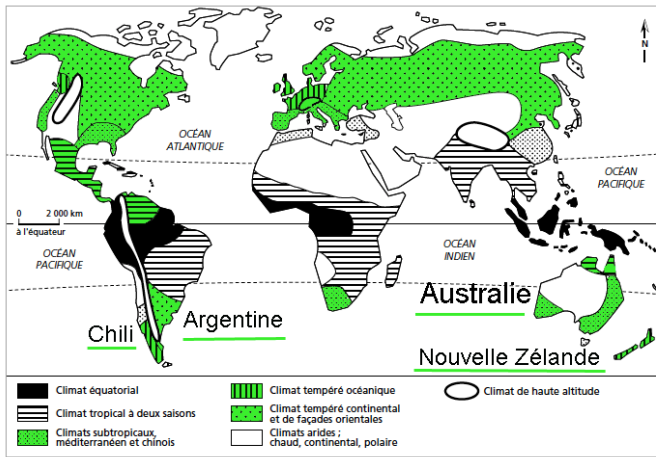 N
OCÉAN
ATLANTIQUE
OCÉAN
PACIFIQUE
0 2 000 km
à l'équateur
OCÉAN
PACIFIQUE
OCÉAN
INDIEN
Australie
Argentine
Chili
Nouvelle Zélande
Climat équatorial
Climat tempéré océanique
Climat de haute altitude
Climat tropical à deux saisons
Climat tempéré continental
et de façades orientales
Climats subtropicaux,
méditerranéen et chinois
Climats arides ;
chaud, continental, polaire